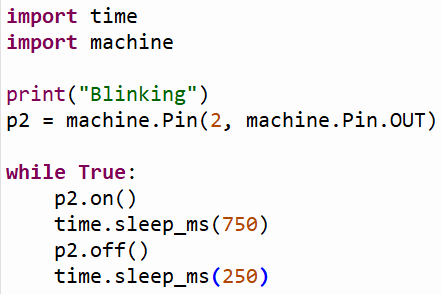 import time
import machine

print("Blinking")
p2 = machine.Pin(2, machine.Pin.OUT)

while True:
    p2.on()
    time.sleep_ms(750)
    p2.off()
    time.sleep_ms(250)